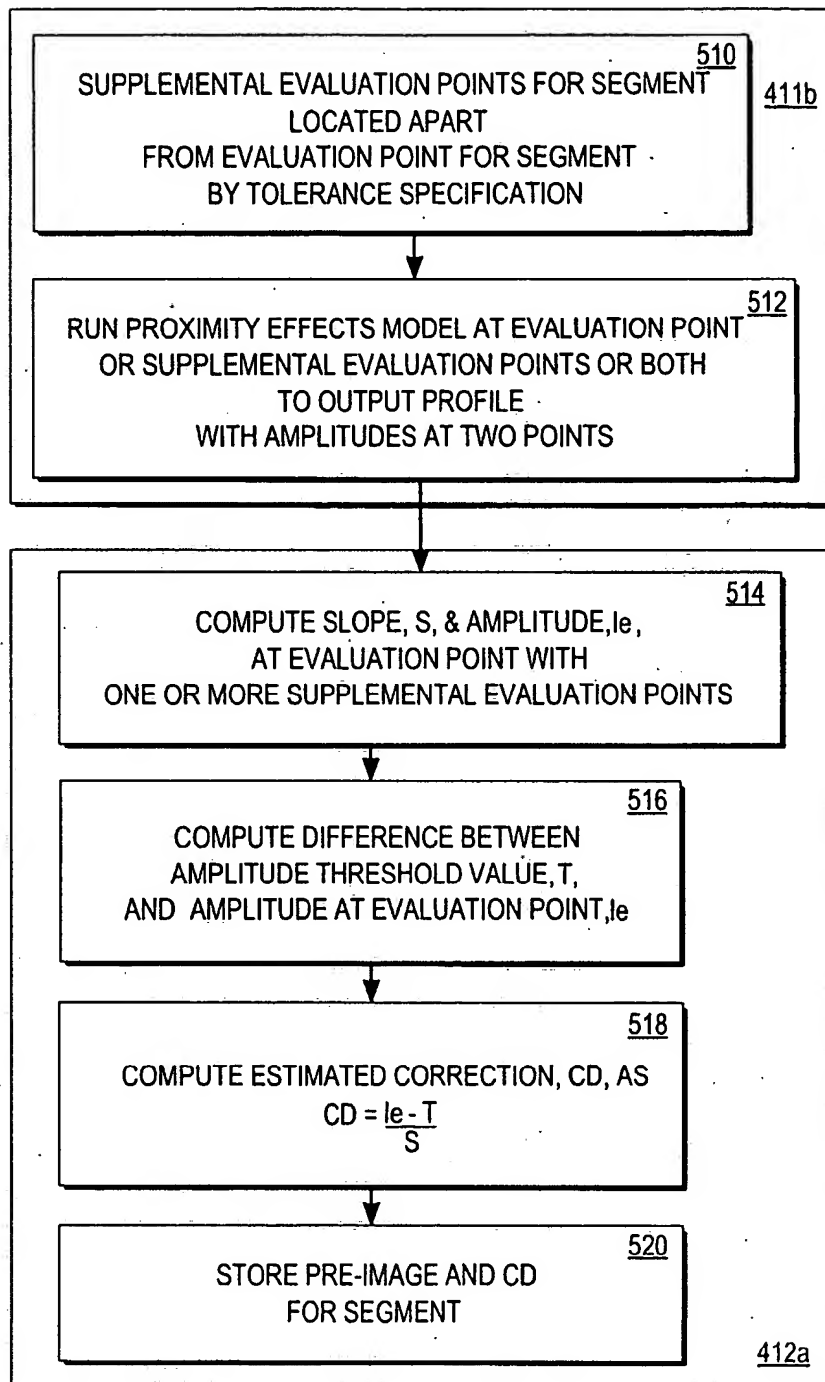 510
SUPPLEMENTAL EVALUATION POINTS FOR SEGMENT
LOCATED APART
FROM EVALUATION POINT FOR SEGMENT
BY TOLERANCE SPECIFICATION
411b
512
RUN PROXIMITY EFFECTS MODEL AT EVALUATION POINT
OR SUPPLEMENTAL EVALUATION POINTS OR BOTH
TO OUTPUT PROFILE
WITH AMPLITUDES AT TWO POINTS
514
COMPUTE SLOPE, S, & AMPLITUDE,Ie,
AT EVALUATION POINT WITH
ONE OR MORE SUPPLEMENTAL EVALUATION POINTS
516
COMPUTE DIFFERENCE BETWEEN
AMPLITUDE THRESHOLD VALUE,T,
AND AMPLITUDE AT EVALUATION POINT,Ie
518
COMPUTE ESTIMATED CORRECTION, CD, AS
CD = Ie - T
S
520
STORE PRE-IMAGE AND CD
FOR SEGMENT
412a